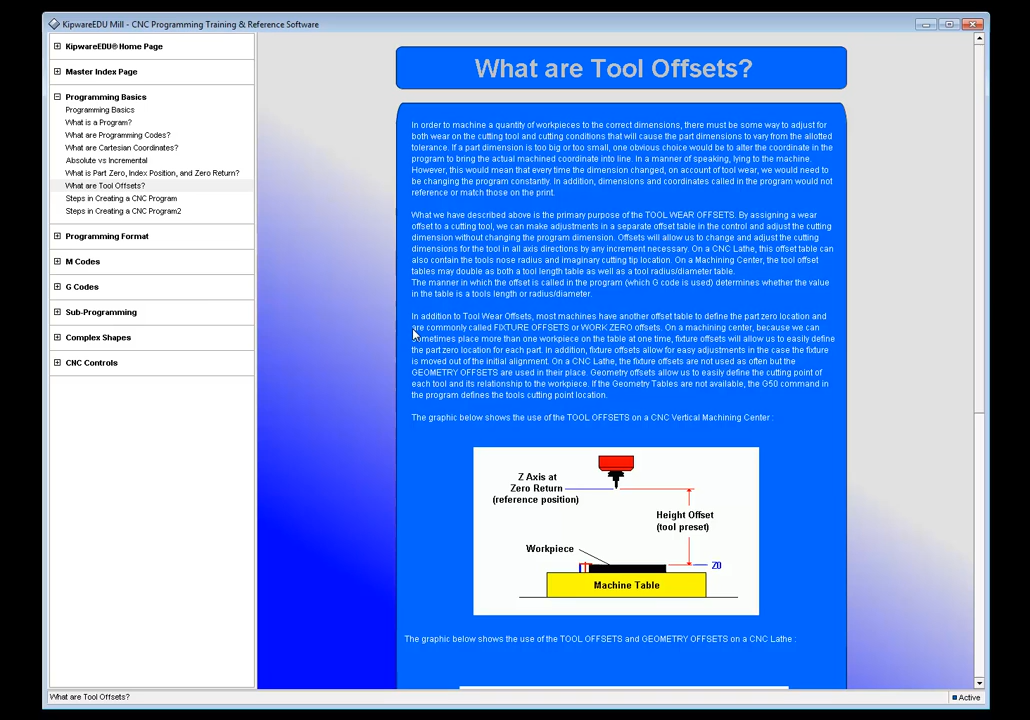 KipwareEDU Mill - CNC Programming Training & Reference Software
KipwareEDU® Home Page
Master Index Page
Programming Basics
Programming Basics
What is a Program?
What are Programming Codes?
What are Cartesian Coordinates?
Absolute vs Incremental
What is Part Zero, Index Position, and Zero Return?
What are Tool Offsets?
Steps in Creating a CNC Program
Steps in Creating a CNC Program2
Programming Format
M Codes
G Codes
Sub-Programming
Complex Shapes
CNC Controls
What are Tool Offsets?
In order to machine a quantity of workpieces to the correct dimensions, there must be some way to adjust for
both wear on the cutting tool and cutting conditions that will cause the part dimensions to vary from the allotted
tolerance. If a part dimension is too big or too small, one obvious choice would be to alter the coordinate in the
program to bring the actual machined coordinate into line. In a manner of speaking, lying to the machine.
However, this would mean that every time the dimension changed, on account of tool wear, we would need to
be changing the program constantly. In addition, dimensions and coordinates called in the program would not
reference or match those on the print.
What we have described above is the primary purpose of the TOOL WEAR OFFSETS. By assigning a wear
offset to a cutting tool, we can make adjustments in a separate offset table in the control and adjust the cutting
dimension without changing the program dimension. Offsets will allow us to change and adjust the cutting
dimensions for the tool in all axis directions by any increment necessary. On a CNC Lathe, this offset table can
also contain the tools nose radius and imaginary cutting tip location. On a Machining Center, the tool offset
tables may double as both a tool length table as well as a tool radius/diameter table.
The manner in which the offset is called in the program (which G code is used) determines whether the value
in the table is a tools length or radius/diameter.
In addition to Tool Wear Offsets, most machines have another offset table to define the part zero location and
are commonly called FIXTURE OFFSETS or WORK ZERO offsets. On a machining center, because we can
sometimes place more than one workpiece on the table at one time, fixture offsets will allow us to easily define
the part zero location for each part. In addition, fixture offsets allow for easy adjustments in the case the fixture
is moved out of the initial alignment. On a CNC Lathe, the fixture offsets are not used as often but the
GEOMETRY OFFSETS are used in their place. Geometry offsets allow us to easily define the cutting point of
each tool and its relationship to the workpiece. If the Geometry Tables are not available, the G50 command in
the program defines the tools cutting point location.
The graphic below shows the use of the TOOL OFFSETS on a CNC Vertical Machining Center :
Z Axis at
Zero Return
(reference position)
Height Offset
(tool preset)
Workpiece
Z0
Machine Table
The graphic below shows the use of the TOOL OFFSETS and GEOMETRY OFFSETS on a CNC Lathe :
What are Tool Offsets?
Active